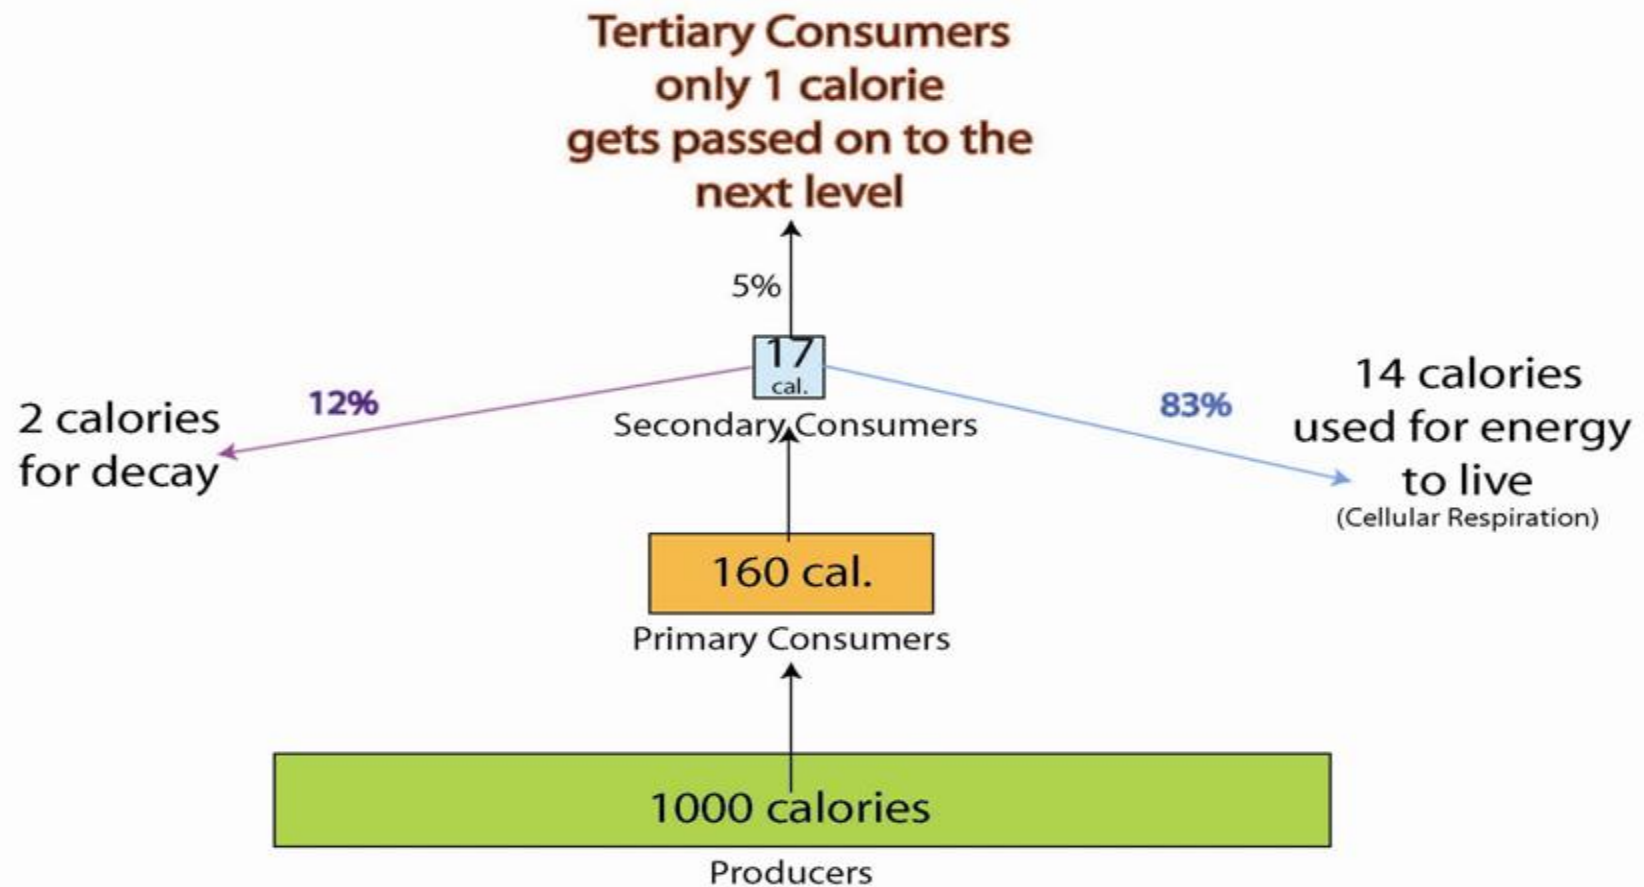 Tertiary Consumers
only 1 calorie
gets passed on to the
next level
5%
17
cal.
Secondary Consumers
12%
2 calories
for decay
83%
14 calories
used for energy
to live
(Cellular Respiration)
160 cal.
Primary Consumers
1000 calories
Producers